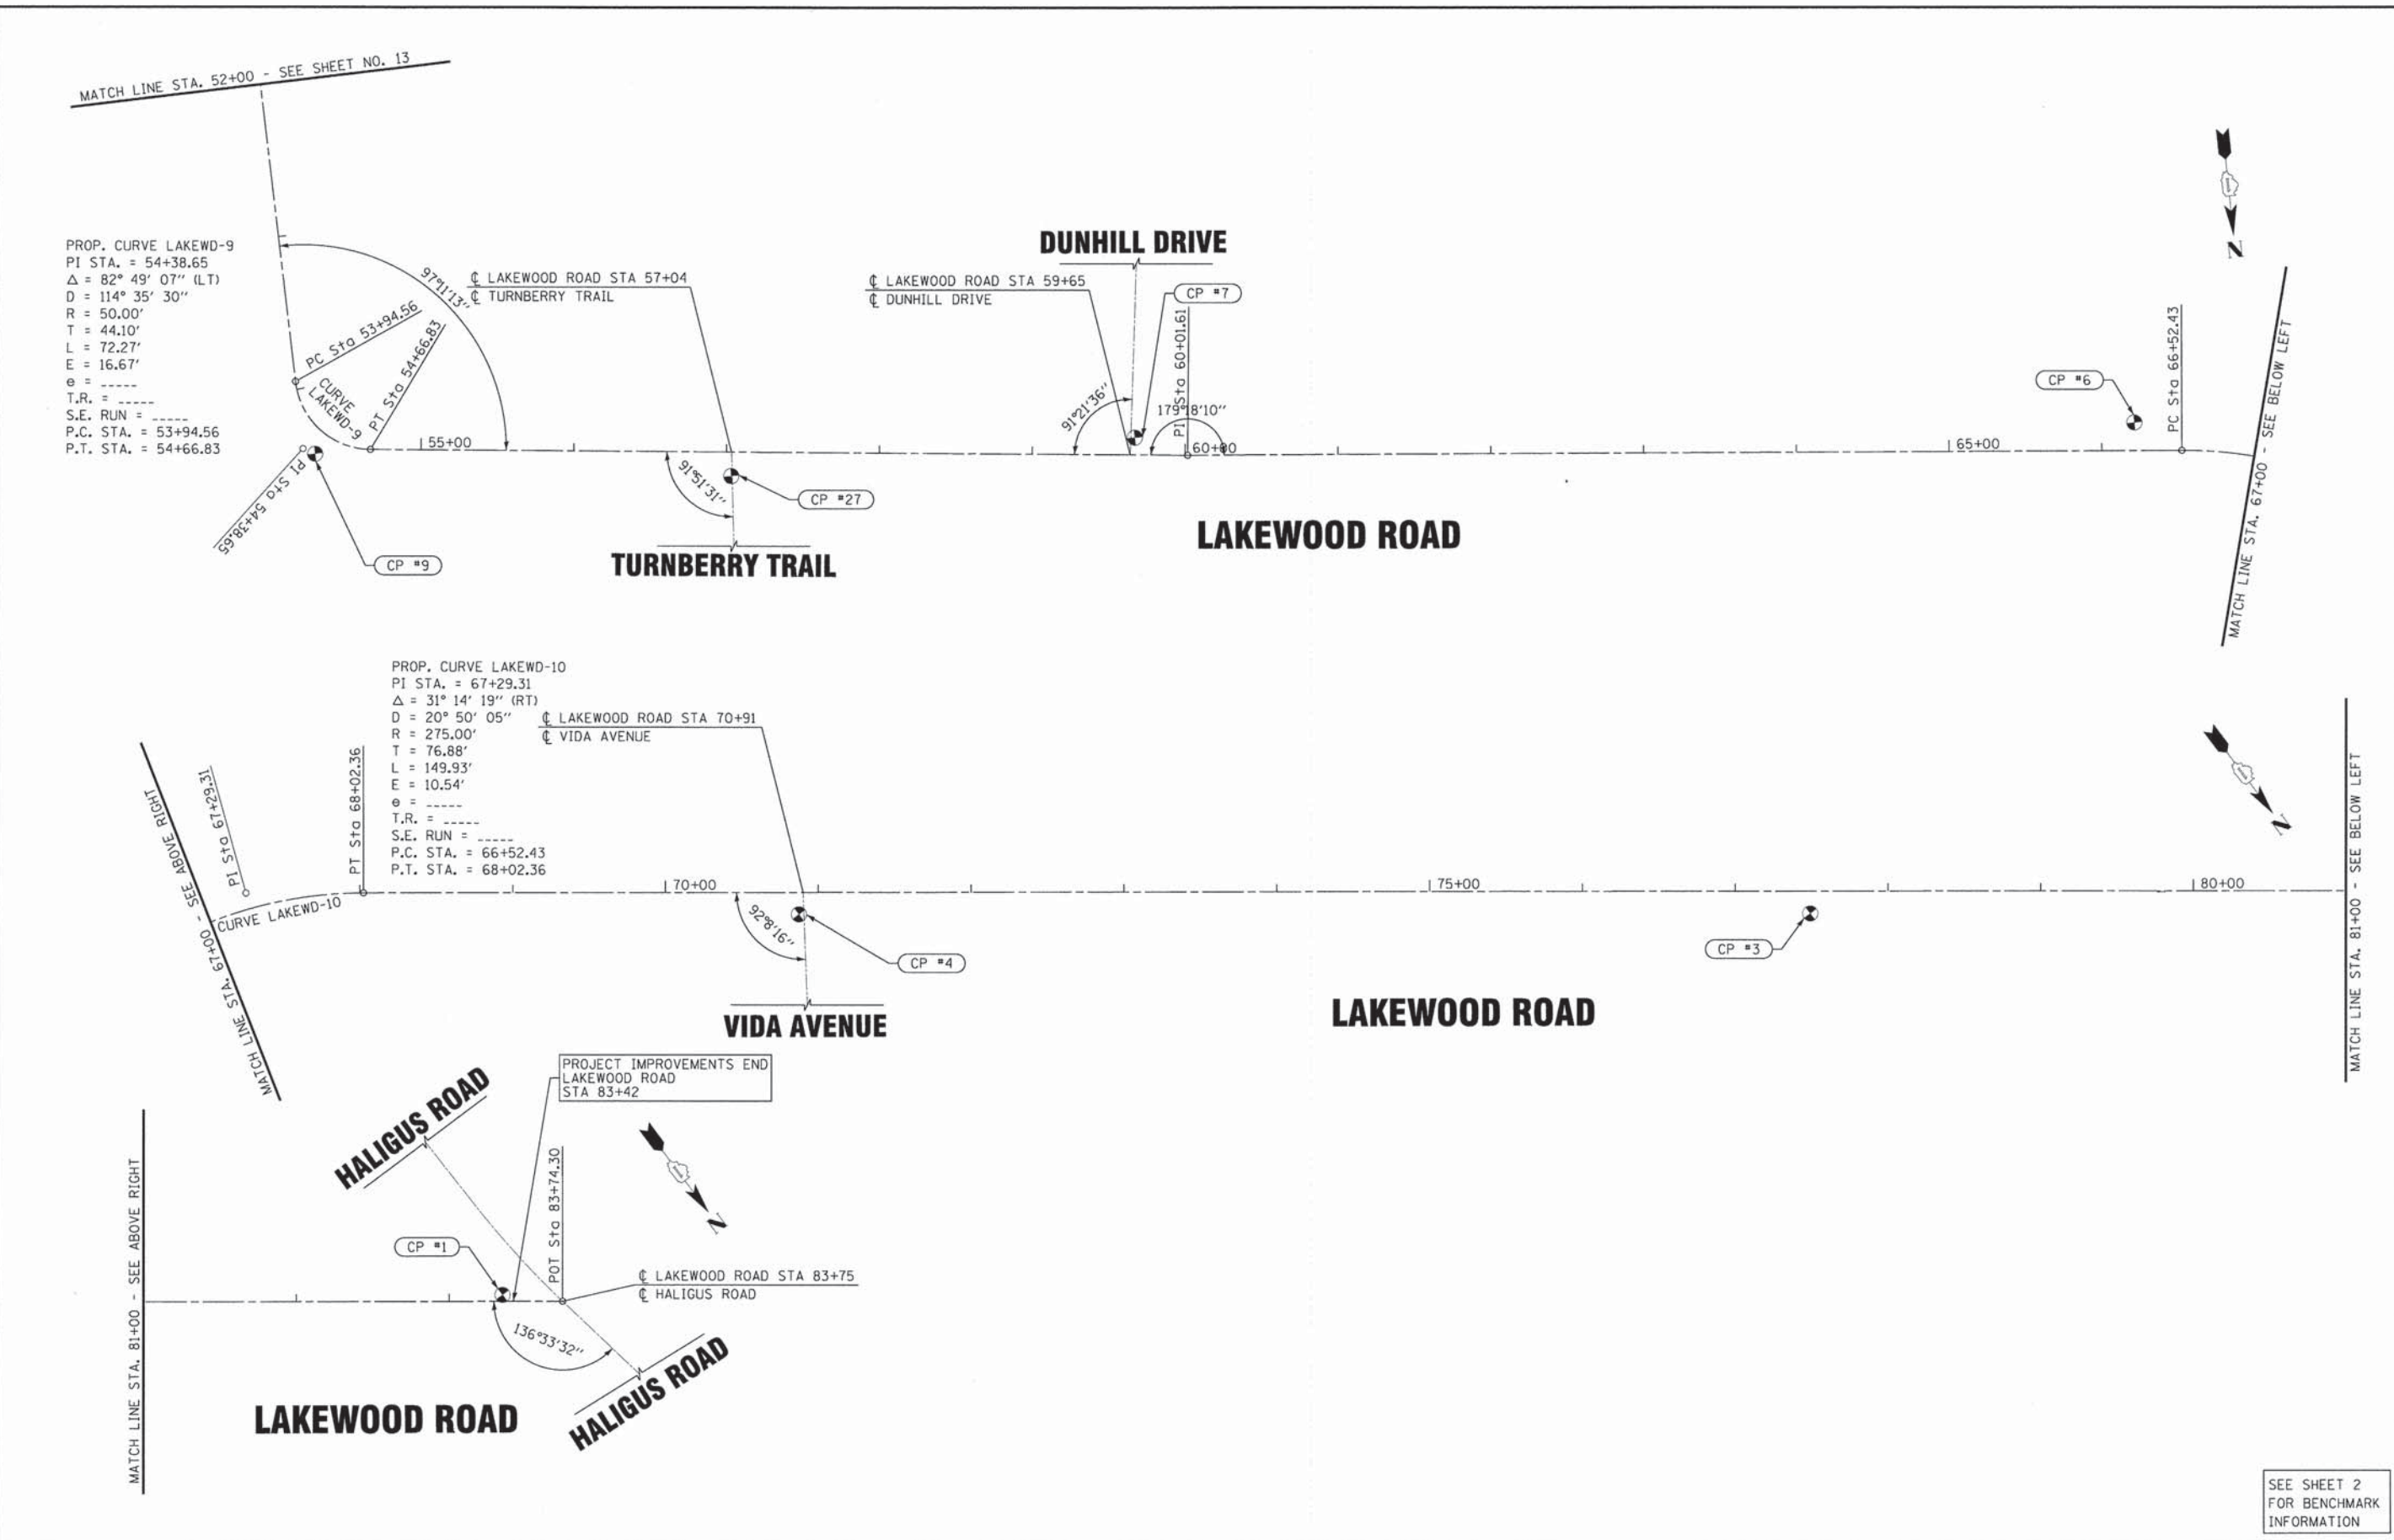 MATCH LINE STA. 52+00 - SEE SHEET NO. 13
PROP. CURVE LAKEWD-9
PI STA. = 54+38.65
Δ = 82° 49' 07" (LT)
D = 114° 35' 30"
R = 50.00'
T = 44.10'
L = 72.27'
E = 16.67'
e = -----
T.R. = -----
S.E. RUN = -----
P.C. STA. = 53+94.56
P.T. STA. = 54+66.83
97°11'13"
PC Sta 53+94.56
PT Sta 54+66.83
CURVE
LAKEWD-9
PI Sta 54+38.65
CP #9
55+00
℄ LAKEWOOD ROAD STA 57+04
℄ TURNBERRY TRAIL
91°51'31"
CP #27
TURNBERRY TRAIL
DUNHILL DRIVE
℄ LAKEWOOD ROAD STA 59+65
℄ DUNHILL DRIVE
CP #7
91°21'36"
PI Sta 60+01.61
179°18'10"
60+00
LAKEWOOD ROAD
65+00
CP #6
PC Sta 66+52.43
N
MATCH LINE STA. 67+00 - SEE BELOW LEFT
MATCH LINE STA. 67+00 - SEE ABOVE RIGHT
PI Sta 67+29.31
PT Sta 68+02.36
CURVE LAKEWD-10
PROP. CURVE LAKEWD-10
PI STA. = 67+29.31
Δ = 31° 14' 19" (RT)
D = 20° 50' 05"
R = 275.00'
T = 76.88'
L = 149.93'
E = 10.54'
e = -----
T.R. = -----
S.E. RUN = -----
P.C. STA. = 66+52.43
P.T. STA. = 68+02.36
℄ LAKEWOOD ROAD STA 70+91
℄ VIDA AVENUE
70+00
92°8'16"
CP #4
VIDA AVENUE
75+00
CP #3
LAKEWOOD ROAD
80+00
N
MATCH LINE STA. 81+00 - SEE BELOW LEFT
MATCH LINE STA. 81+00 - SEE ABOVE RIGHT
HALIGUS ROAD
PROJECT IMPROVEMENTS END
LAKEWOOD ROAD
STA 83+42
POT Sta 83+74.30
N
CP #1
℄ LAKEWOOD ROAD STA 83+75
℄ HALIGUS ROAD
136°33'32"
HALIGUS ROAD
LAKEWOOD ROAD
SEE SHEET 2
FOR BENCHMARK
INFORMATION